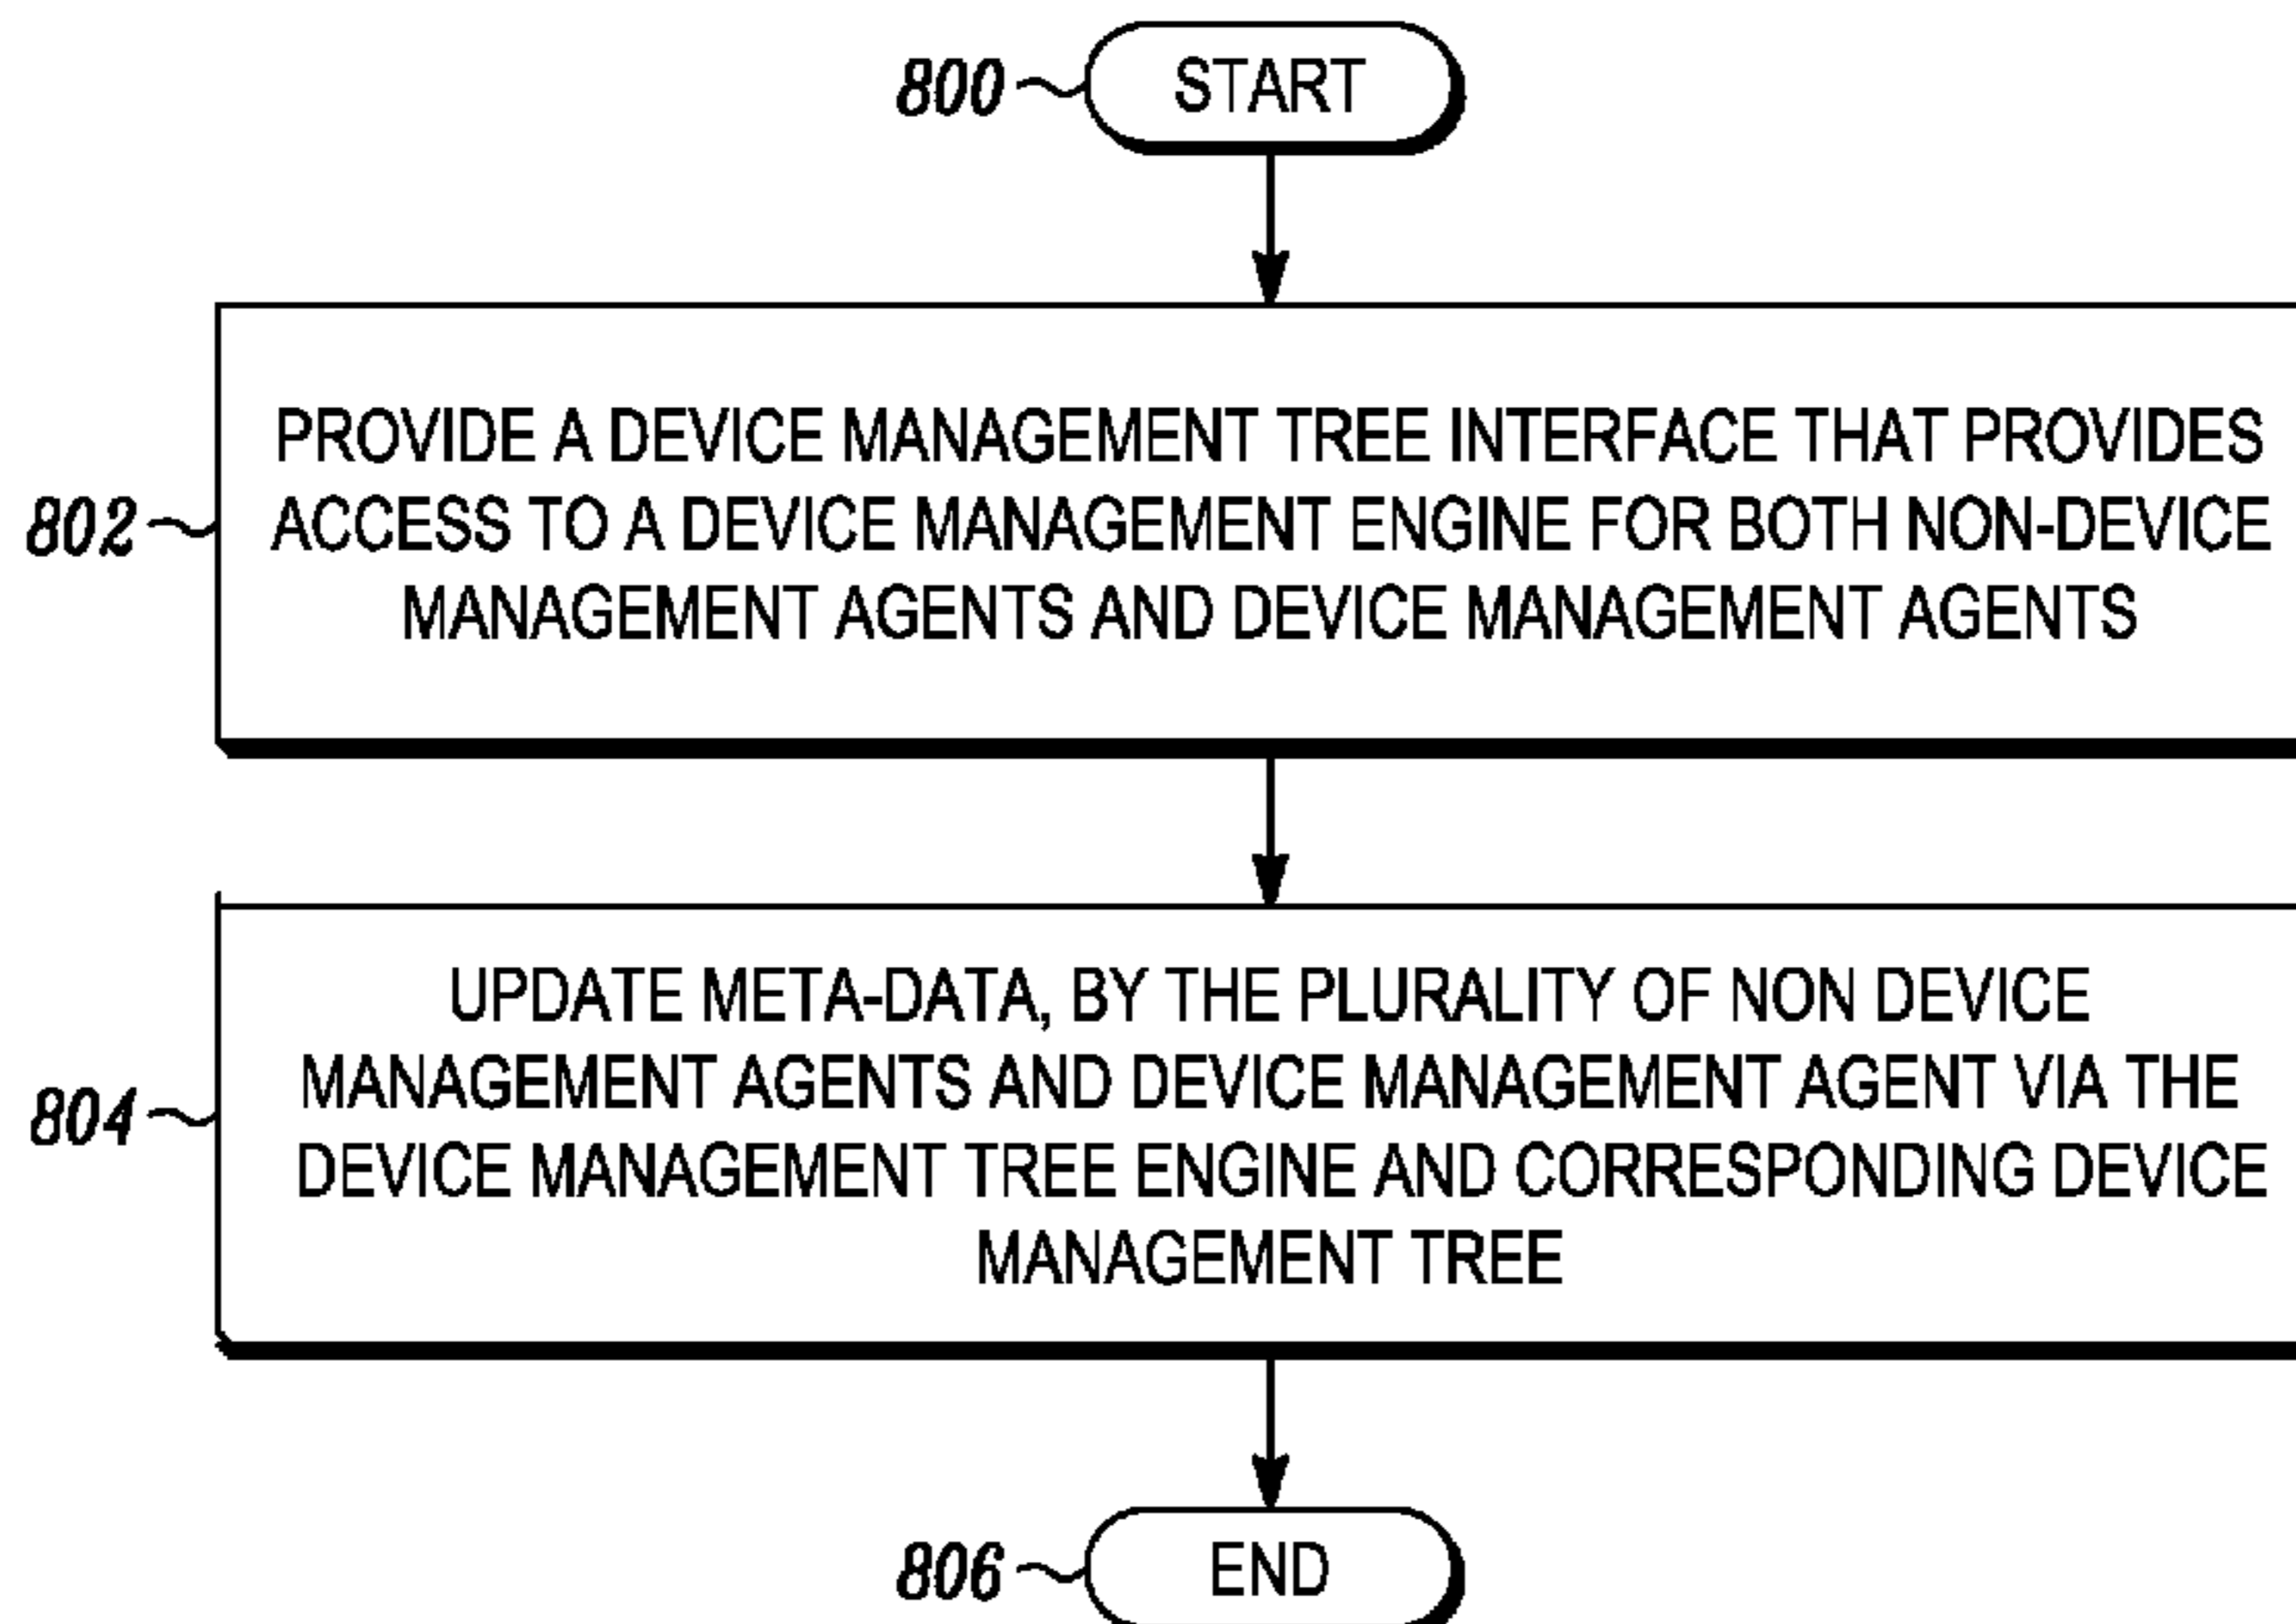 800 START
PROVIDE A DEVICE MANAGEMENT TREE INTERFACE THAT PROVIDES
802 ACCESS TO A DEVICE MANAGEMENT ENGINE FOR BOTH NON-DEVICE
MANAGEMENT AGENTS AND DEVICE MANAGEMENT AGENTS
UPDATE META-DATA, BY THE PLURALITY OF NON DEVICE
804 MANAGEMENT AGENTS AND DEVICE MANAGEMENT AGENT VIA THE
DEVICE MANAGEMENT TREE ENGINE AND CORRESPONDING DEVICE
MANAGEMENT TREE
806 END